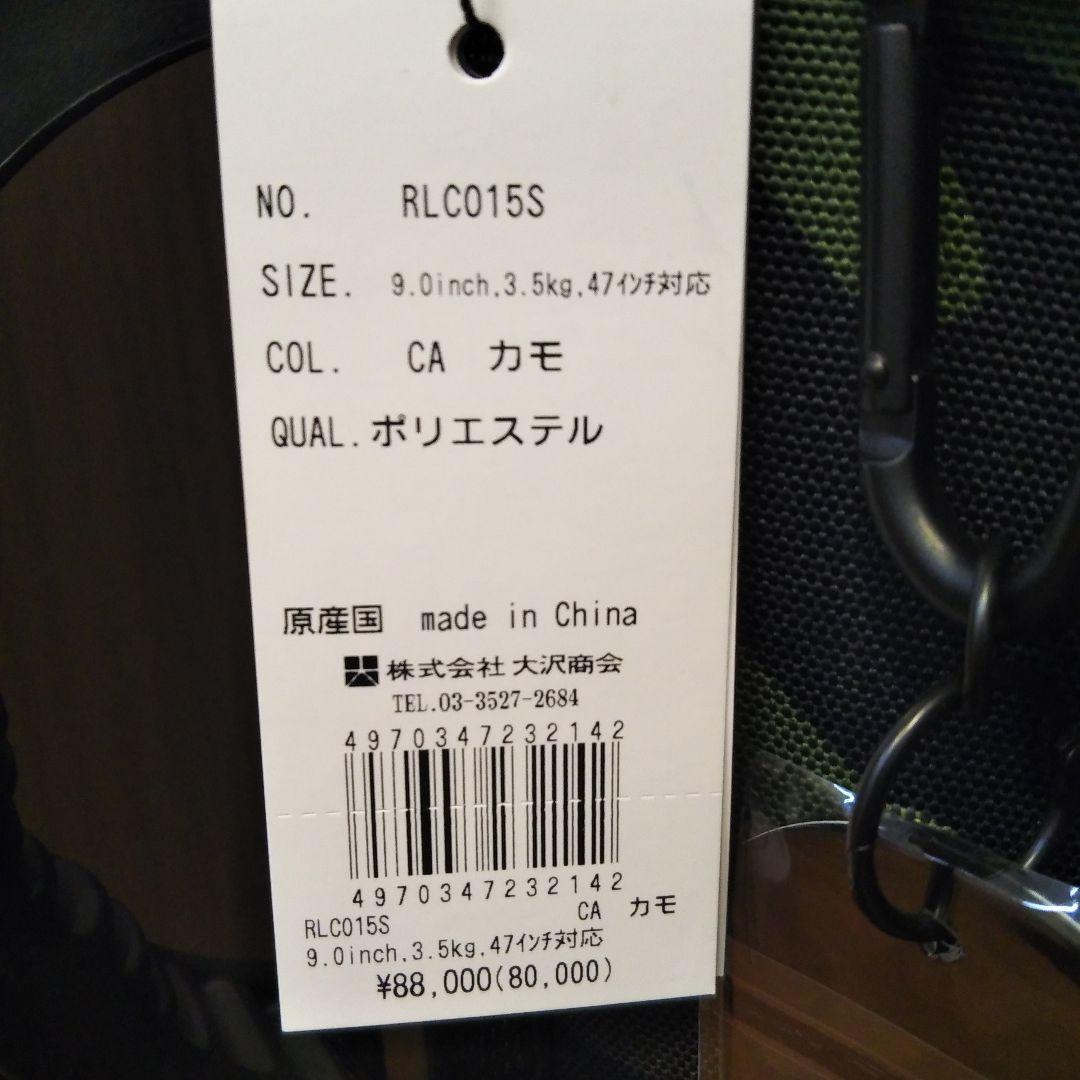 NO. RLC015S
SIZE. 9.0inch,3.5kg,47ｲﾝﾁ対応
COL. CA カモ
QUAL.ポリエステル
原産国 made in China
株式会社 大沢商会
TEL.03-3527-2684
4970347232142
4970347232142
RLC015S CA カモ
9.0inch,3.5kg,47ｲﾝﾁ対応
¥88,000(80,000)